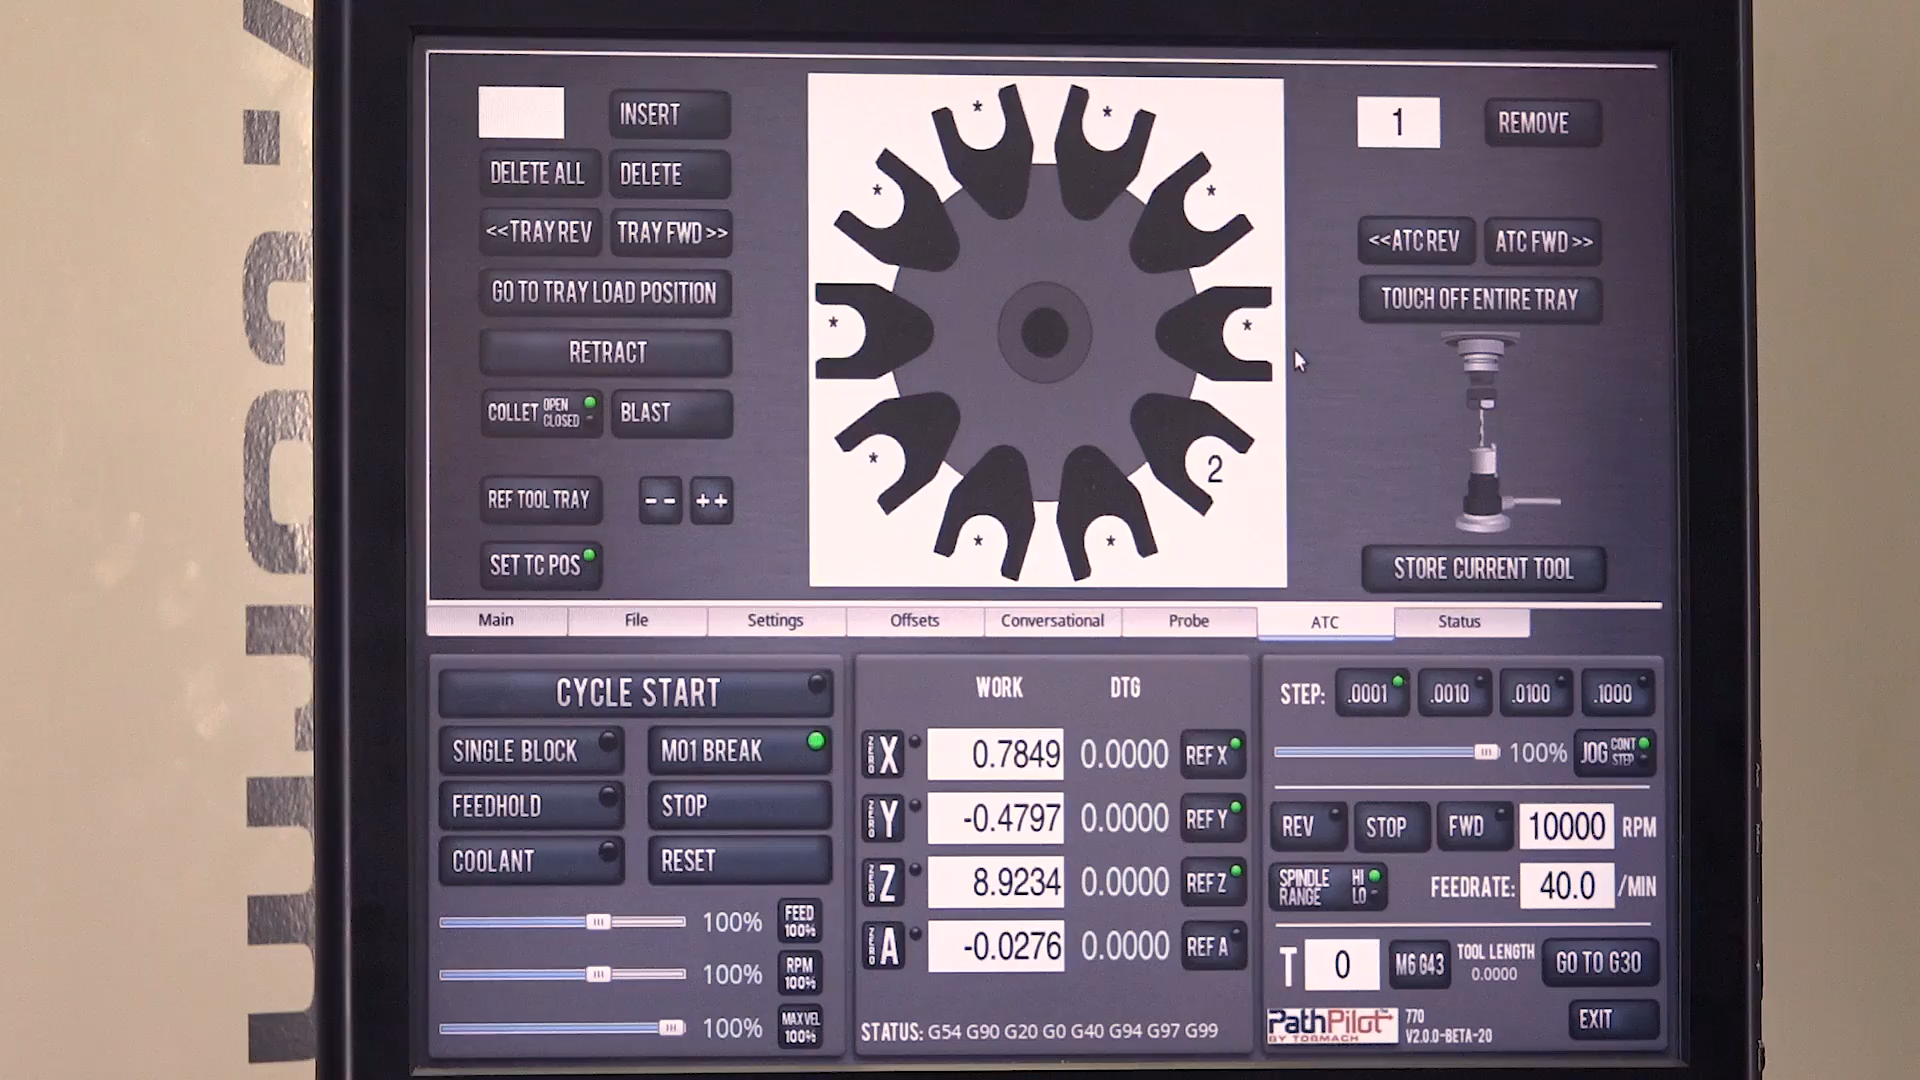 INSERT
1
REMOVE
DELETE ALL
DELETE
<<TRAY REV
TRAY FWD >>
<<ATC REV
ATC FWD >>
GO TO TRAY LOAD POSITION
TOUCH OFF ENTIRE TRAY
RETRACT
COLLET OPEN CLOSED
BLAST
REF TOOL TRAY
--
++
SET TC POS
* * * * * * * * *
2
STORE CURRENT TOOL
Main
File
Settings
Offsets
Conversational
Probe
ATC
Status
CYCLE START
SINGLE BLOCK
M01 BREAK
FEEDHOLD
STOP
COOLANT
RESET
100%
FEED 100%
100%
RPM 100%
100%
MAXVEL 100%
WORK
DTG
ZERO X 0.7849 0.0000 REF X
ZERO Y -0.4797 0.0000 REF Y
ZERO Z 8.9234 0.0000 REF Z
ZERO A -0.0276 0.0000 REF A
STATUS: G54 G90 G20 G0 G40 G94 G97 G99
STEP: .0001 .0010 .0100 .1000
100% JOG CONT STEP
REV STOP FWD 10000 RPM
SPINDLE RANGE HI LO
FEEDRATE: 40.0 /MIN
T 0 M6 G43
TOOL LENGTH
0.0000
GO TO G30
PathPilot
BY TORMACH
770
V2.0.0-BETA-20
EXIT